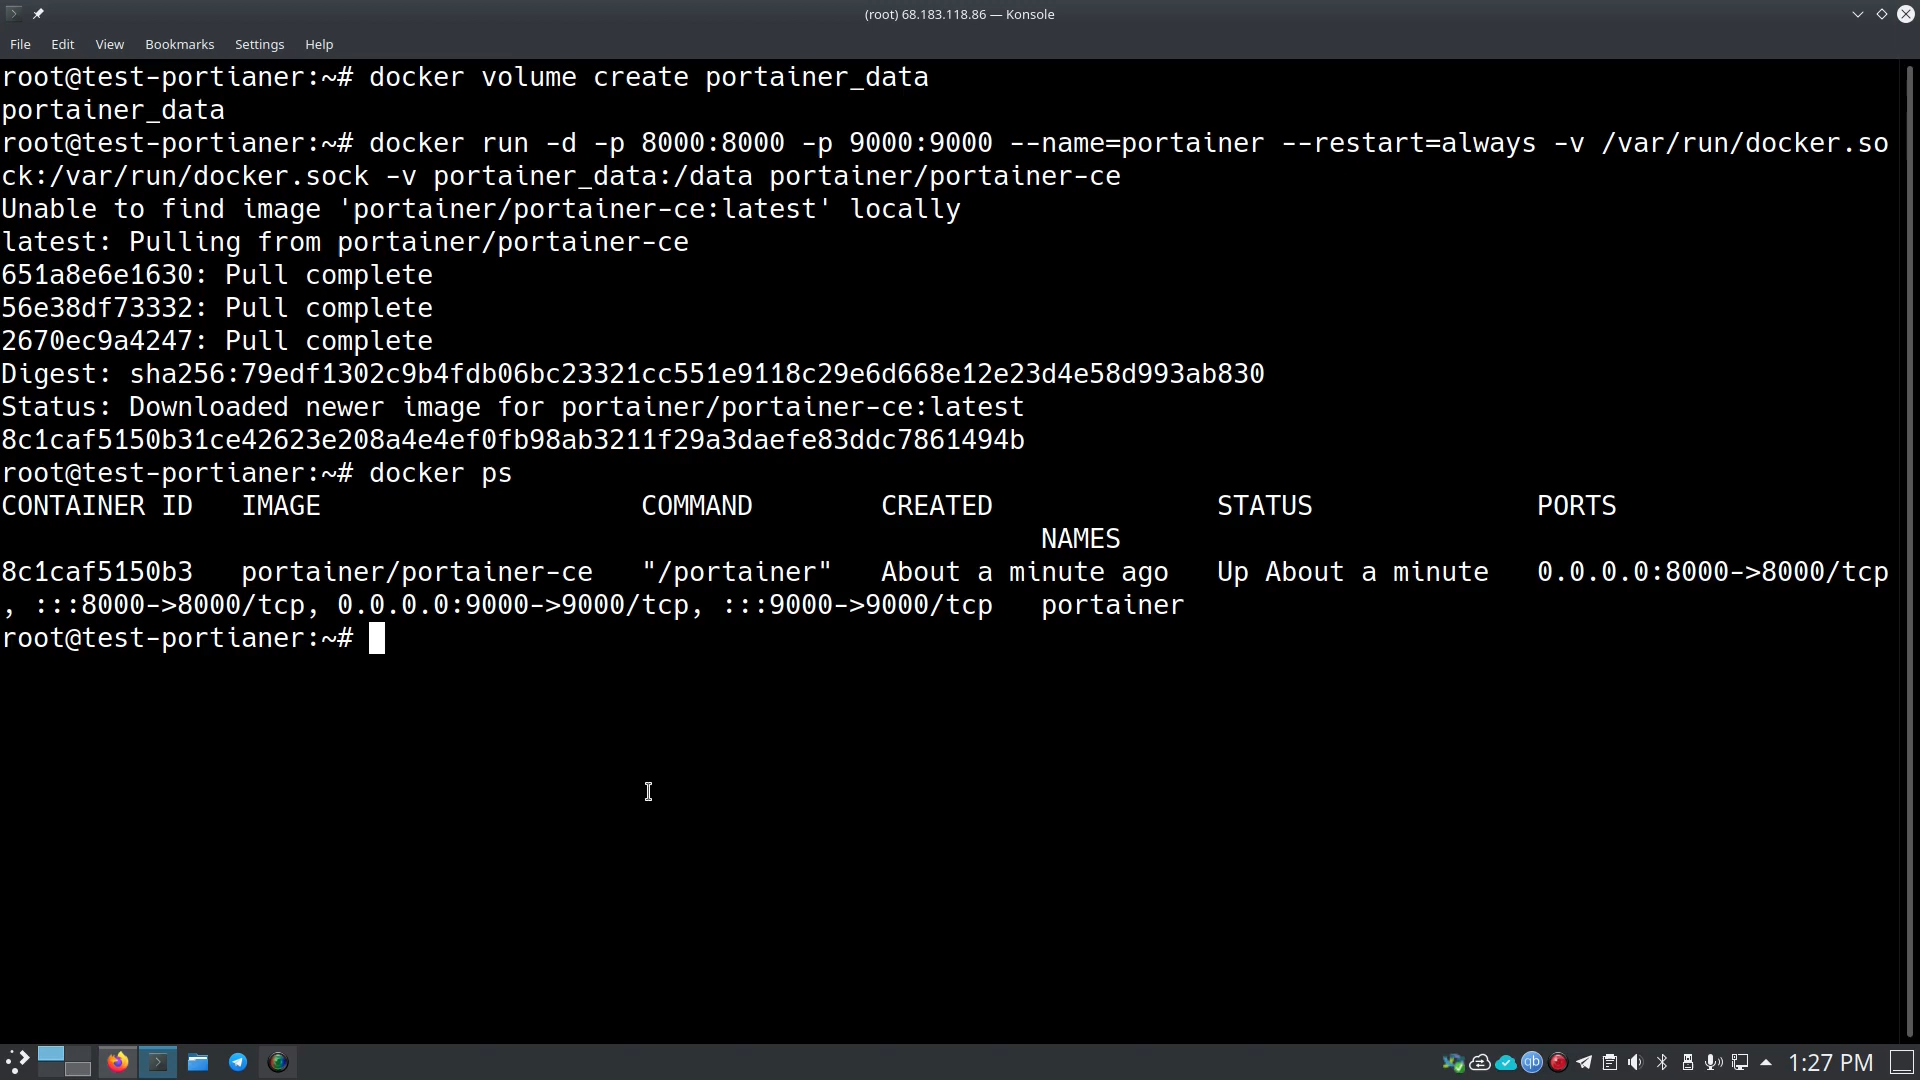 (root) 68.183.118.86 — Konsole
File Edit View Bookmarks Settings Help
root@test-portianer:~# docker volume create portainer_data
portainer_data
root@test-portianer:~# docker run -d -p 8000:8000 -p 9000:9000 --name=portainer --restart=always -v /var/run/docker.so
ck:/var/run/docker.sock -v portainer_data:/data portainer/portainer-ce
Unable to find image 'portainer/portainer-ce:latest' locally
latest: Pulling from portainer/portainer-ce
651a8e6e1630: Pull complete
56e38df73332: Pull complete
2670ec9a4247: Pull complete
Digest: sha256:79edf1302c9b4fdb06bc23321cc551e9118c29e6d668e12e23d4e58d993ab830
Status: Downloaded newer image for portainer/portainer-ce:latest
8c1caf5150b31ce42623e208a4e4ef0fb98ab3211f29a3daefe83ddc7861494b
root@test-portianer:~# docker ps
CONTAINER ID   IMAGE                    COMMAND        CREATED              STATUS              PORTS
NAMES
8c1caf5150b3   portainer/portainer-ce   "/portainer"   About a minute ago   Up About a minute   0.0.0.0:8000->8000/tcp
, :::8000->8000/tcp, 0.0.0.0:9000->9000/tcp, :::9000->9000/tcp   portainer
root@test-portianer:~#
qb
1:27 PM